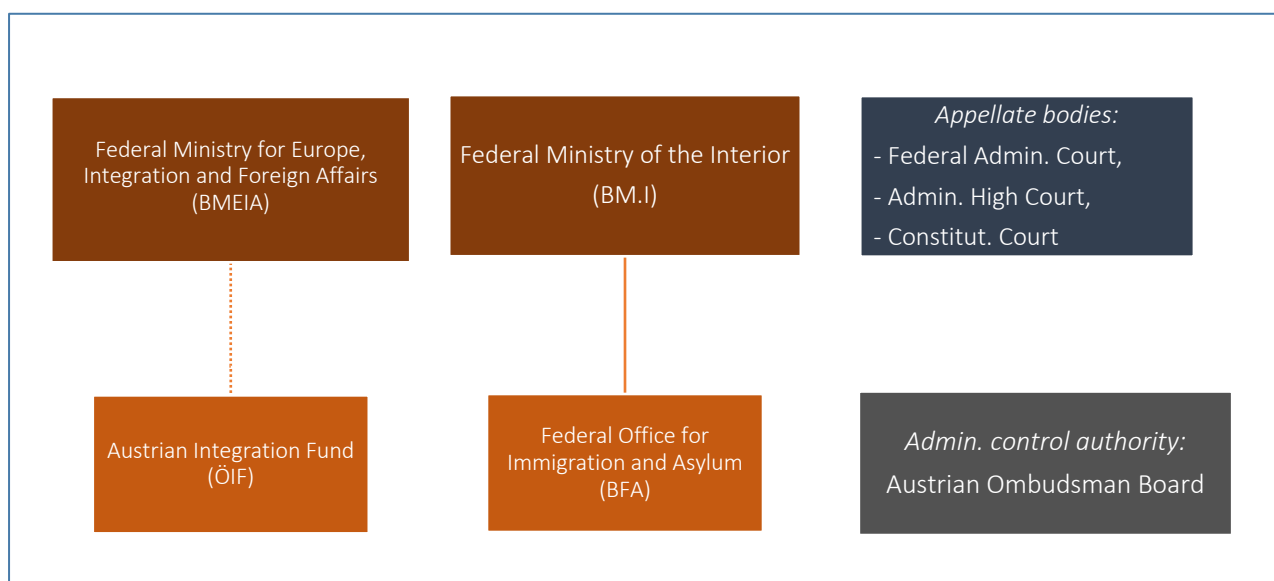 Federal Ministry for Europe,
Integration and Foreign Affairs
(BMEIA)
Federal Ministry of the Interior
(BM.I)
Appellate bodies:
- Federal Admin. Court,
- Admin. High Court,
- Constitut. Court
Austrian Integration Fund
(ÖIF)
Federal Office for
Immigration and Asylum
(BFA)
Admin. control authority:
Austrian Ombudsman Board